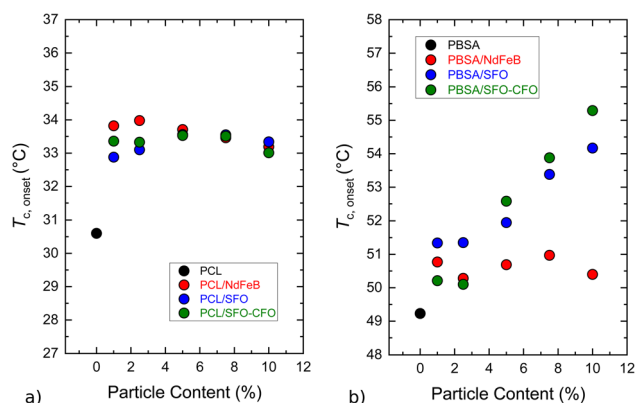 37
36
35
34
33
32
31
30
29
28
27
T c, onset (°C)
PCL
PCL/NdFeB
PCL/SFO
PCL/SFO-CFO
0 2 4 6 8 10 12
Particle Content (%)
a)
58
57
56
55
54
53
52
51
50
49
48
T c, onset (°C)
PBSA
PBSA/NdFeB
PBSA/SFO
PBSA/SFO-CFO
0 2 4 6 8 10 12
Particle Content (%)
b)